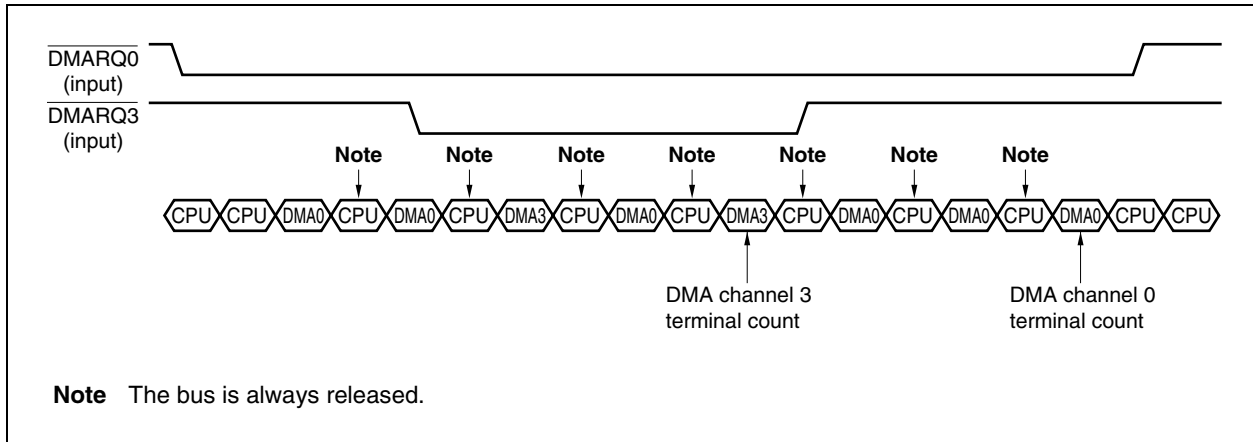 DMARQ0
(input)
DMARQ3
(input)
Note Note Note Note Note Note Note
CPU CPU DMA0 CPU DMA0 CPU DMA3 CPU DMA0 CPU DMA3 CPU DMA0 CPU DMA0 CPU DMA0 CPU CPU
DMA channel 3
terminal count
DMA channel 0
terminal count
Note The bus is always released.